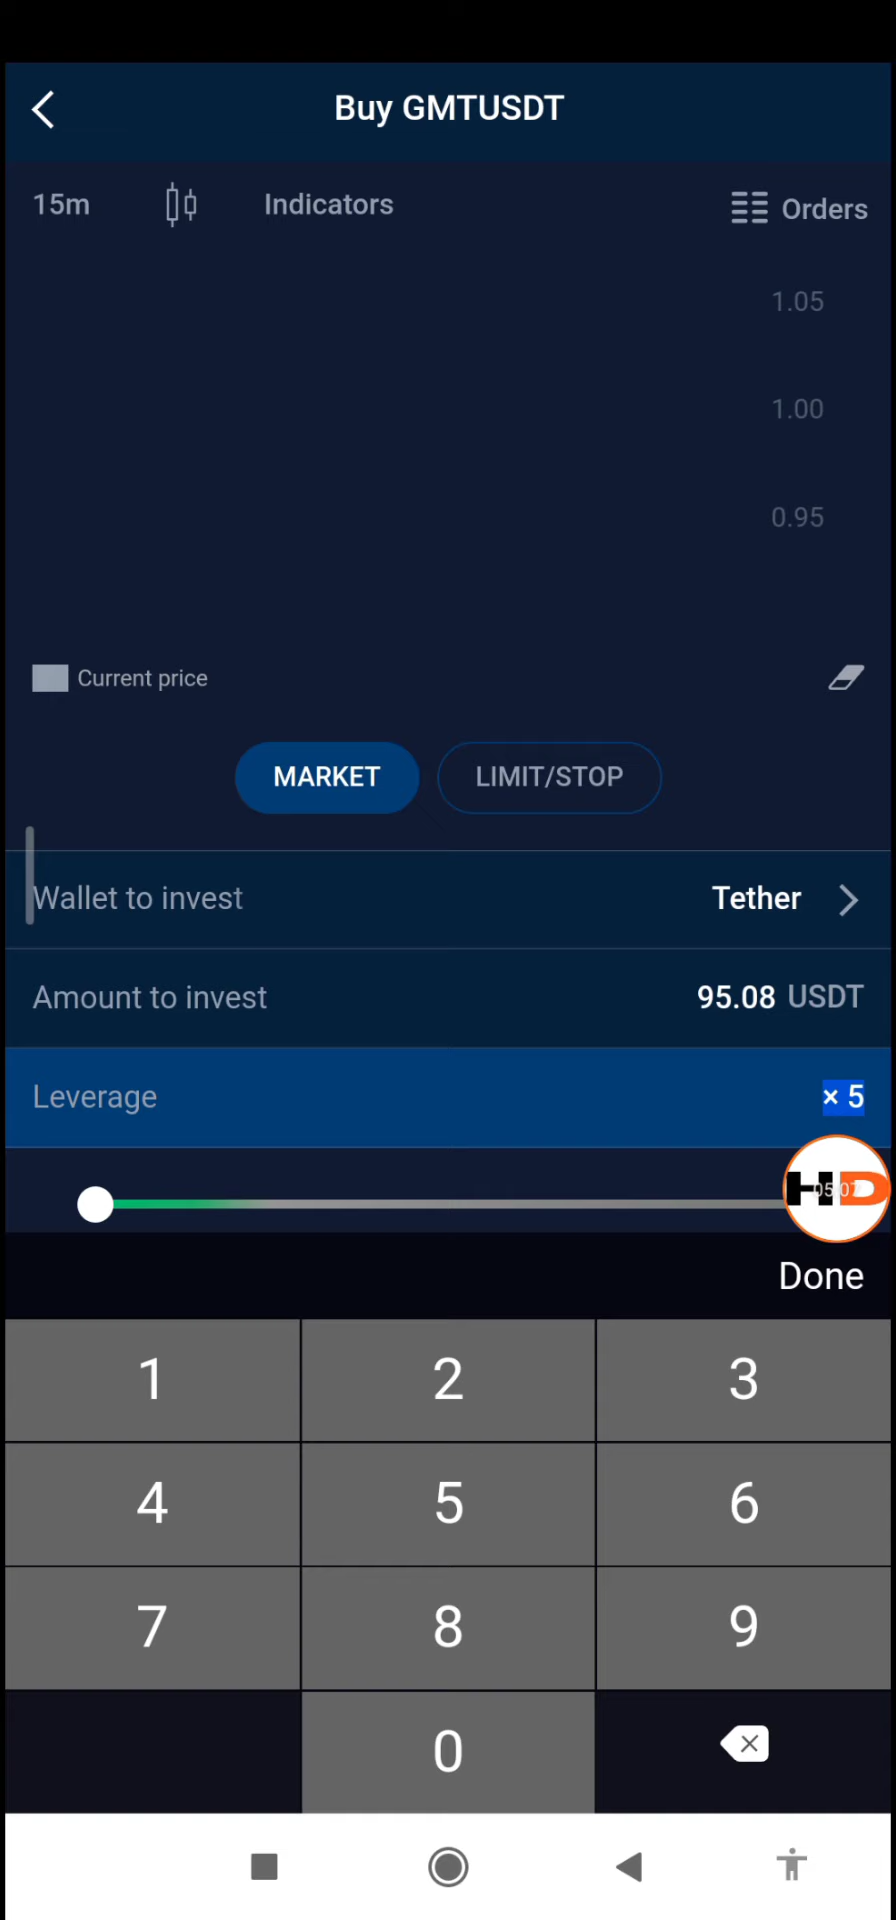 Buy GMTUSDT
15m Indicators Orders
1.05
1.00
0.95
Current price
MARKET LIMIT/STOP
Wallet to invest Tether
Amount to invest 95.08 USDT
Leverage × 5
HD
Done
1 2 3
4 5 6
7 8 9
0